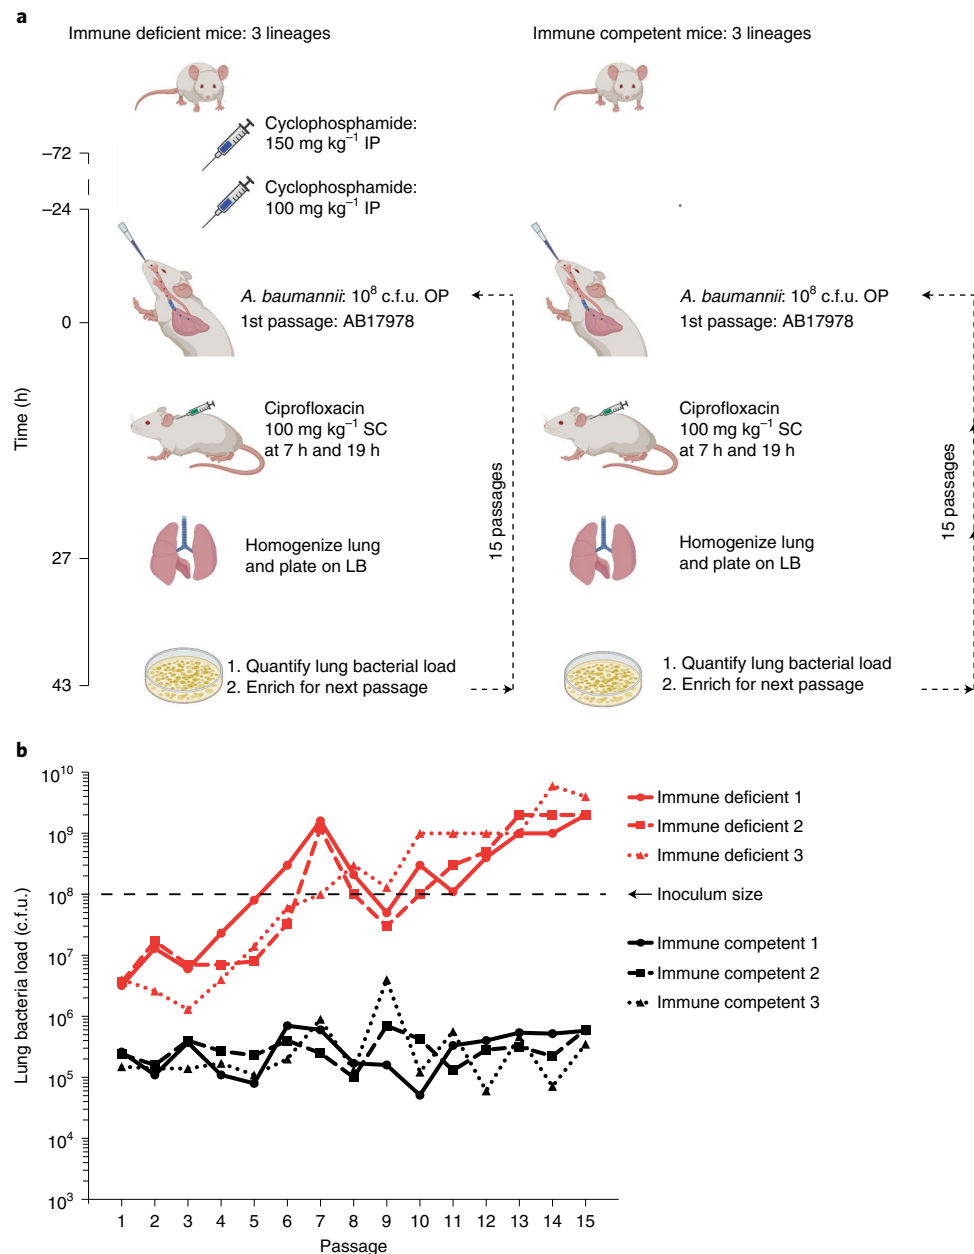 a
Immune deficient mice: 3 lineages
Immune competent mice: 3 lineages
Cyclophosphamide:
150 mg kg⁻¹ IP
−72
Cyclophosphamide:
100 mg kg⁻¹ IP
−24
A. baumannii: 10⁸ c.f.u. OP
1st passage: AB17978
A. baumannii: 10⁸ c.f.u. OP
1st passage: AB17978
0
Time (h)
Ciprofloxacin
100 mg kg⁻¹ SC
at 7 h and 19 h
Ciprofloxacin
100 mg kg⁻¹ SC
at 7 h and 19 h
15 passages
15 passages
Homogenize lung
and plate on LB
Homogenize lung
and plate on LB
27
1. Quantify lung bacterial load
2. Enrich for next passage
1. Quantify lung bacterial load
2. Enrich for next passage
43
b
10¹⁰
10⁹
10⁸
10⁷
10⁶
10⁵
10⁴
10³
Lung bacteria load (c.f.u.)
Immune deficient 1
Immune deficient 2
Immune deficient 3
Inoculum size
Immune competent 1
Immune competent 2
Immune competent 3
1 2 3 4 5 6 7 8 9 10 11 12 13 14 15
Passage